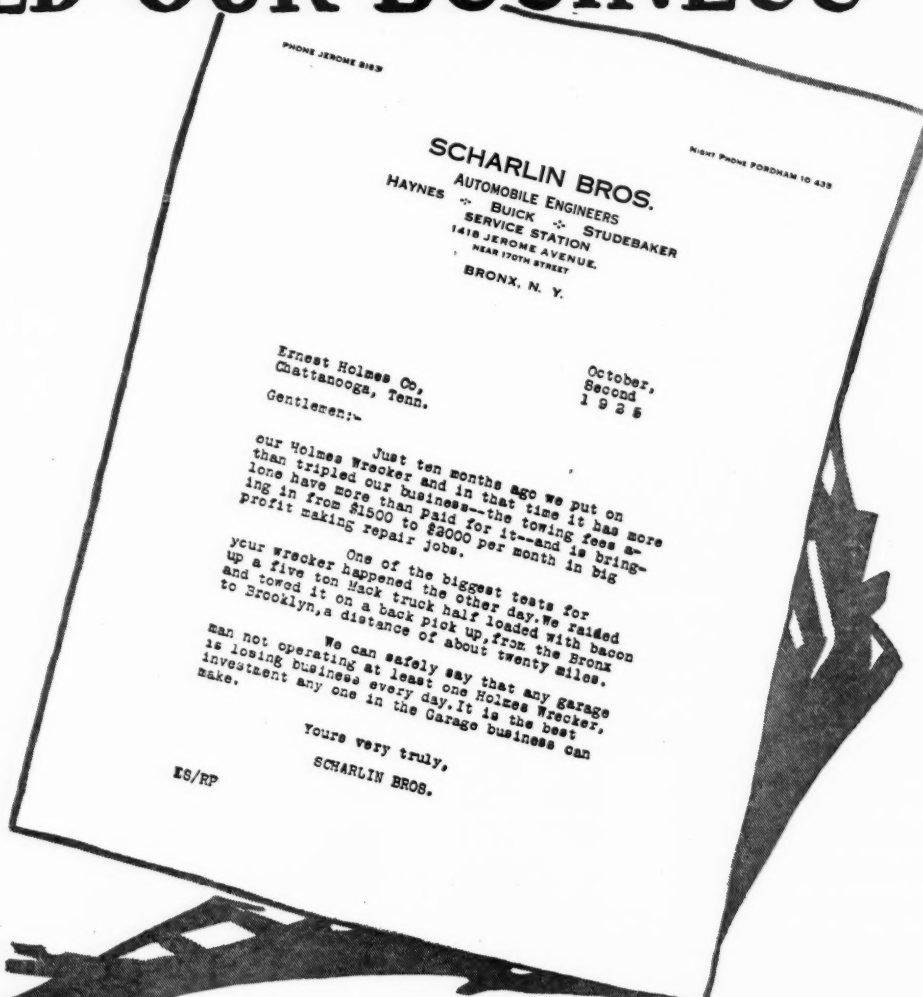 OUR BUSINESS
PHONE JEROME 8163
NIGHT PHONE FORDHAM 10 439
SCHARLIN BROS.
AUTOMOBILE ENGINEERS
HAYNES BUICK STUDEBAKER
SERVICE STATION
1418 JEROME AVENUE.
NEAR 170TH STREET
BRONX, N. Y.
Ernest Holmes Co,
Chattanooga, Tenn.
October,
Second
1 9 2 5
Gentlemen:-
Just ten months ago we put on
our Holmes Wrecker and in that time it has more
than tripled our business--the towing fees a-
lone have more than paid for it--and is bring-
ing in from $1500 to $2000 per month in big
profit making repair jobs.
One of the biggest tests for
your wrecker happened the other day.We raided
up a five ton Mack truck half loaded with bacon
and towed it on a back pick up,from the Bronx
to Brooklyn,a distance of about twenty miles.
We can safely say that any garage
man not operating at least one Holmes Wrecker,
is losing business every day.It is the best
investment any one in the Garage business can
make.
Yours very truly,
SCHARLIN BROS.
ES/RP